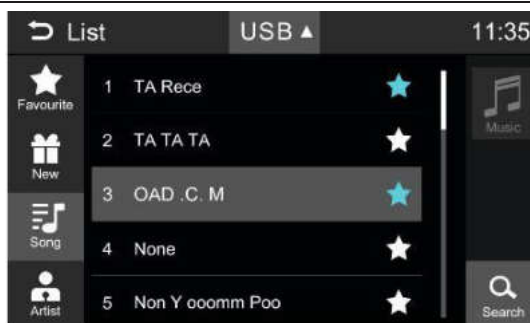 List USB 11:35
Favourite
New
Song
Artist
1 TA Rece
2 TA TA TA
3 OAD .C. M
4 None
5 Non Y ooomm Poo
Music
Search